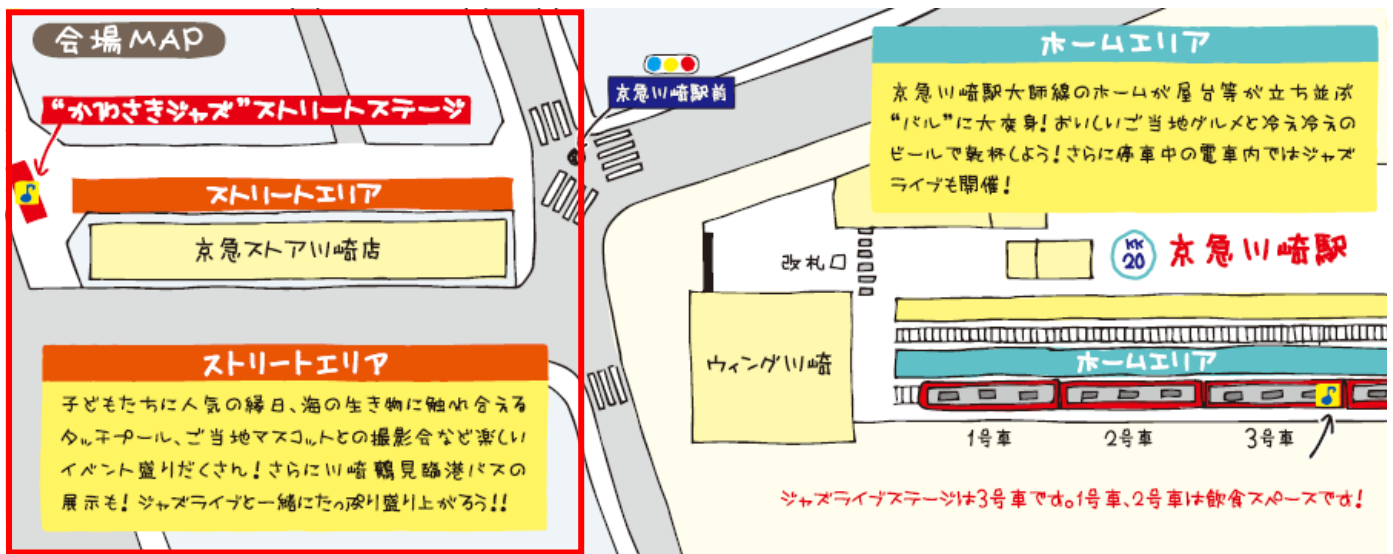 会場MAP
“かわさきジャズ”ストリートステージ
ストリートエリア
京急ストア川崎店
ストリートエリア
子どもたちに人気の縁日、海の生き物に触れ合える
タッチプール、ご当地マスコットとの撮影会など楽しい
イベント盛りだくさん！さらに川崎鶴見臨港バスの
展示も！ジャズライブと一緒にたっぷり盛り上がろう!!
京急川崎駅前
ホームエリア
京急川崎駅大師線のホームが屋台等が立ち並ぶ
“バル”に大変身！おいしいご当地グルメと冷え冷えの
ビールで乾杯しよう！さらに停車中の電車内ではジャズ
ライブも開催！
改札口
KK
20
京急川崎駅
ウィング川崎
ホームエリア
1号車
2号車
3号車
ジャズライブステージは3号車です。1号車、2号車は飲食スペースです！